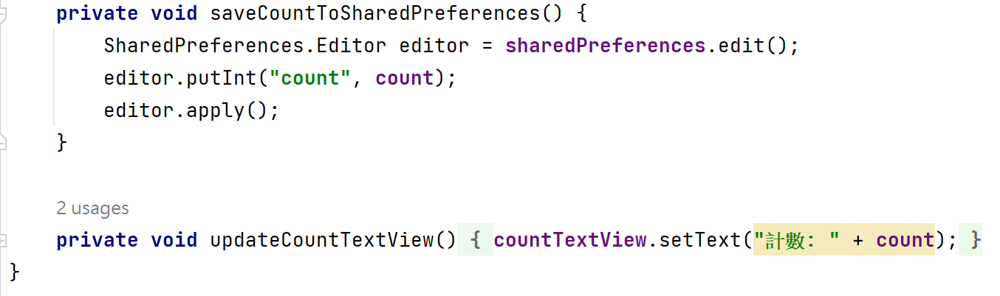 private void saveCountToSharedPreferences() {
SharedPreferences.Editor editor = sharedPreferences.edit();
editor.putInt("count", count);
editor.apply();
}
2 usages
private void updateCountTextView() { countTextView.setText("計數: " + count); }
}